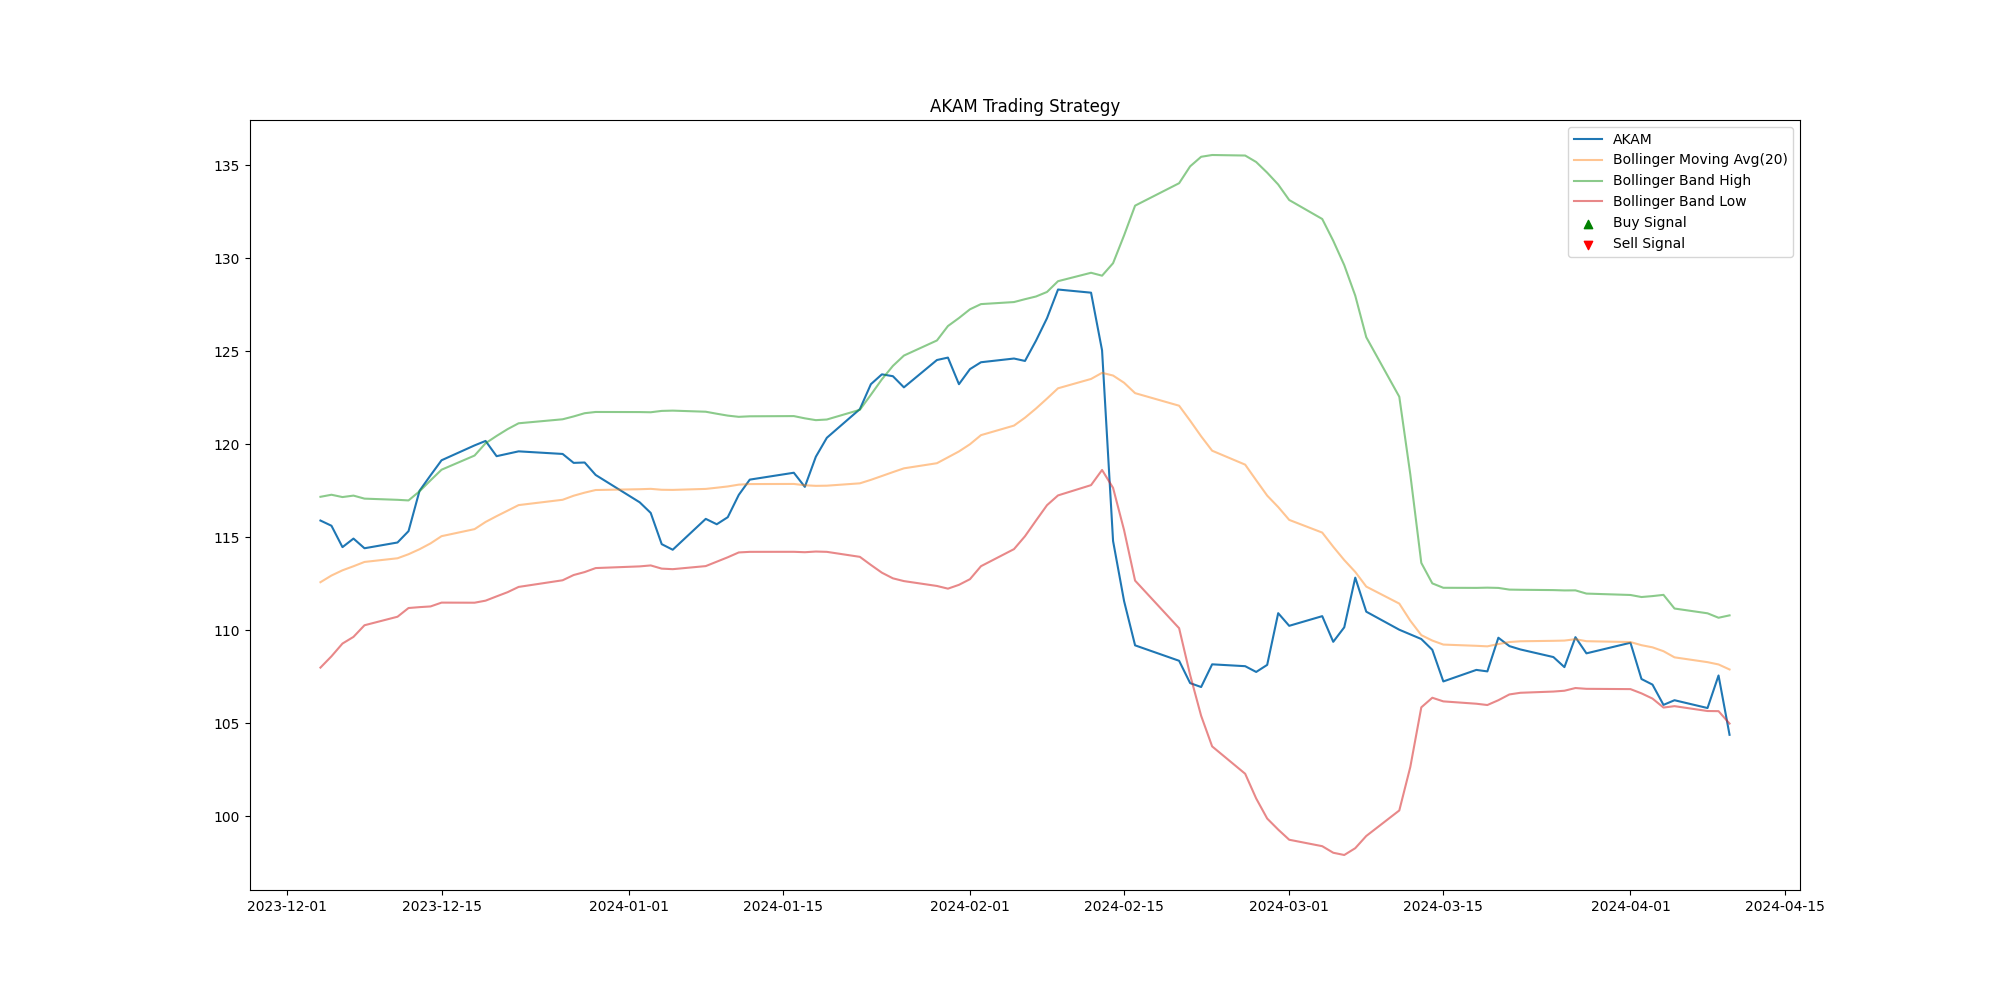 AKAM Trading Strategy
AKAM
Bollinger Moving Avg(20)
Bollinger Band High
Bollinger Band Low
Buy Signal
Sell Signal
135
130
125
120
115
110
105
100
2023-12-01 2023-12-15 2024-01-01 2024-01-15 2024-02-01 2024-02-15 2024-03-01 2024-03-15 2024-04-01 2024-04-15